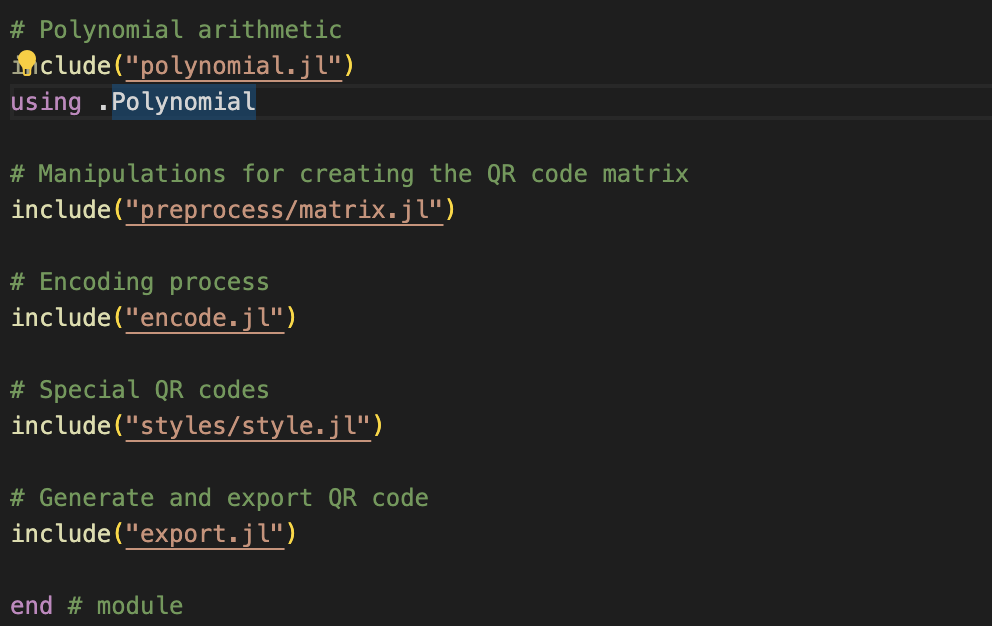 # Polynomial arithmetic
include("polynomial.jl")
using .Polynomial
# Manipulations for creating the QR code matrix
include("preprocess/matrix.jl")
# Encoding process
include("encode.jl")
# Special QR codes
include("styles/style.jl")
# Generate and export QR code
include("export.jl")
end # module